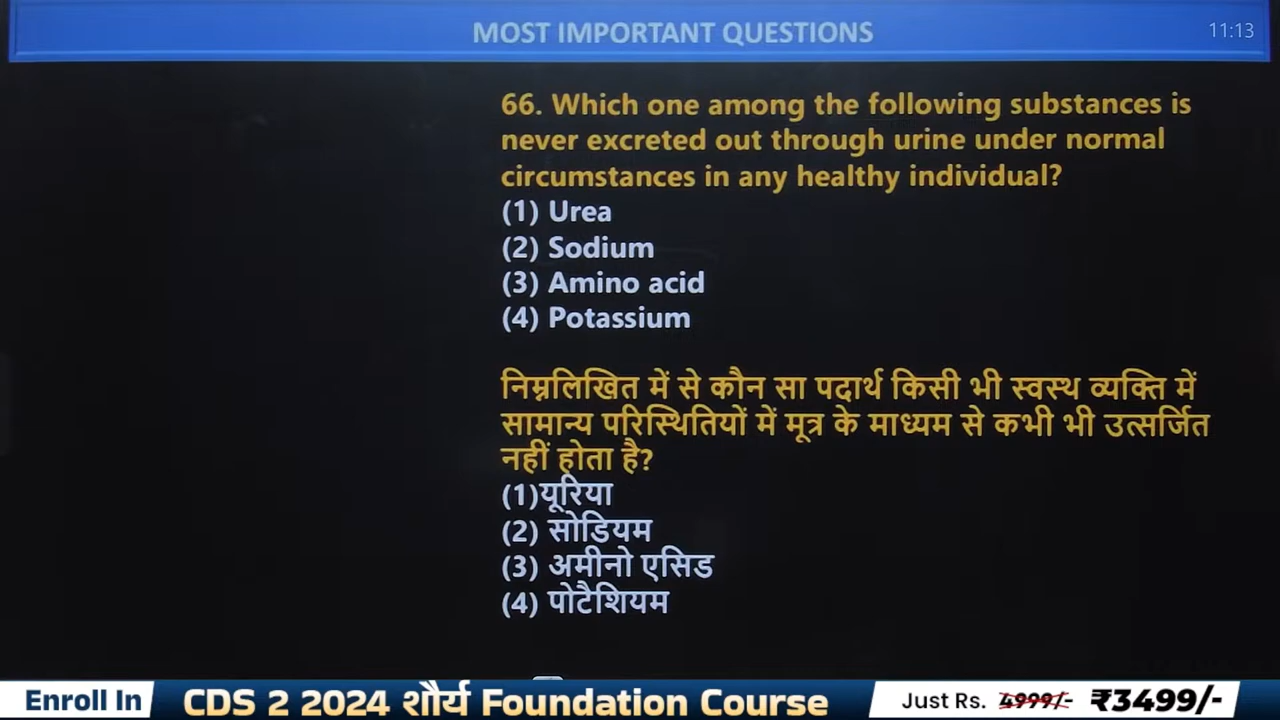 MOST IMPORTANT QUESTIONS
11:13
66. Which one among the following substances is
never excreted out through urine under normal
circumstances in any healthy individual?
(1) Urea
(2) Sodium
(3) Amino acid
(4) Potassium
निम्नलिखित में से कौन सा पदार्थ किसी भी स्वस्थ व्यक्ति में
सामान्य परिस्थितियों में मूत्र के माध्यम से कभी भी उत्सर्जित
नहीं होता है?
(1)यूरिया
(2) सोडियम
(3) अमीनो एसिड
(4) पोटैशियम
Enroll In CDS 2 2024 शौर्य Foundation Course Just Rs. 4999/- ₹3499/-